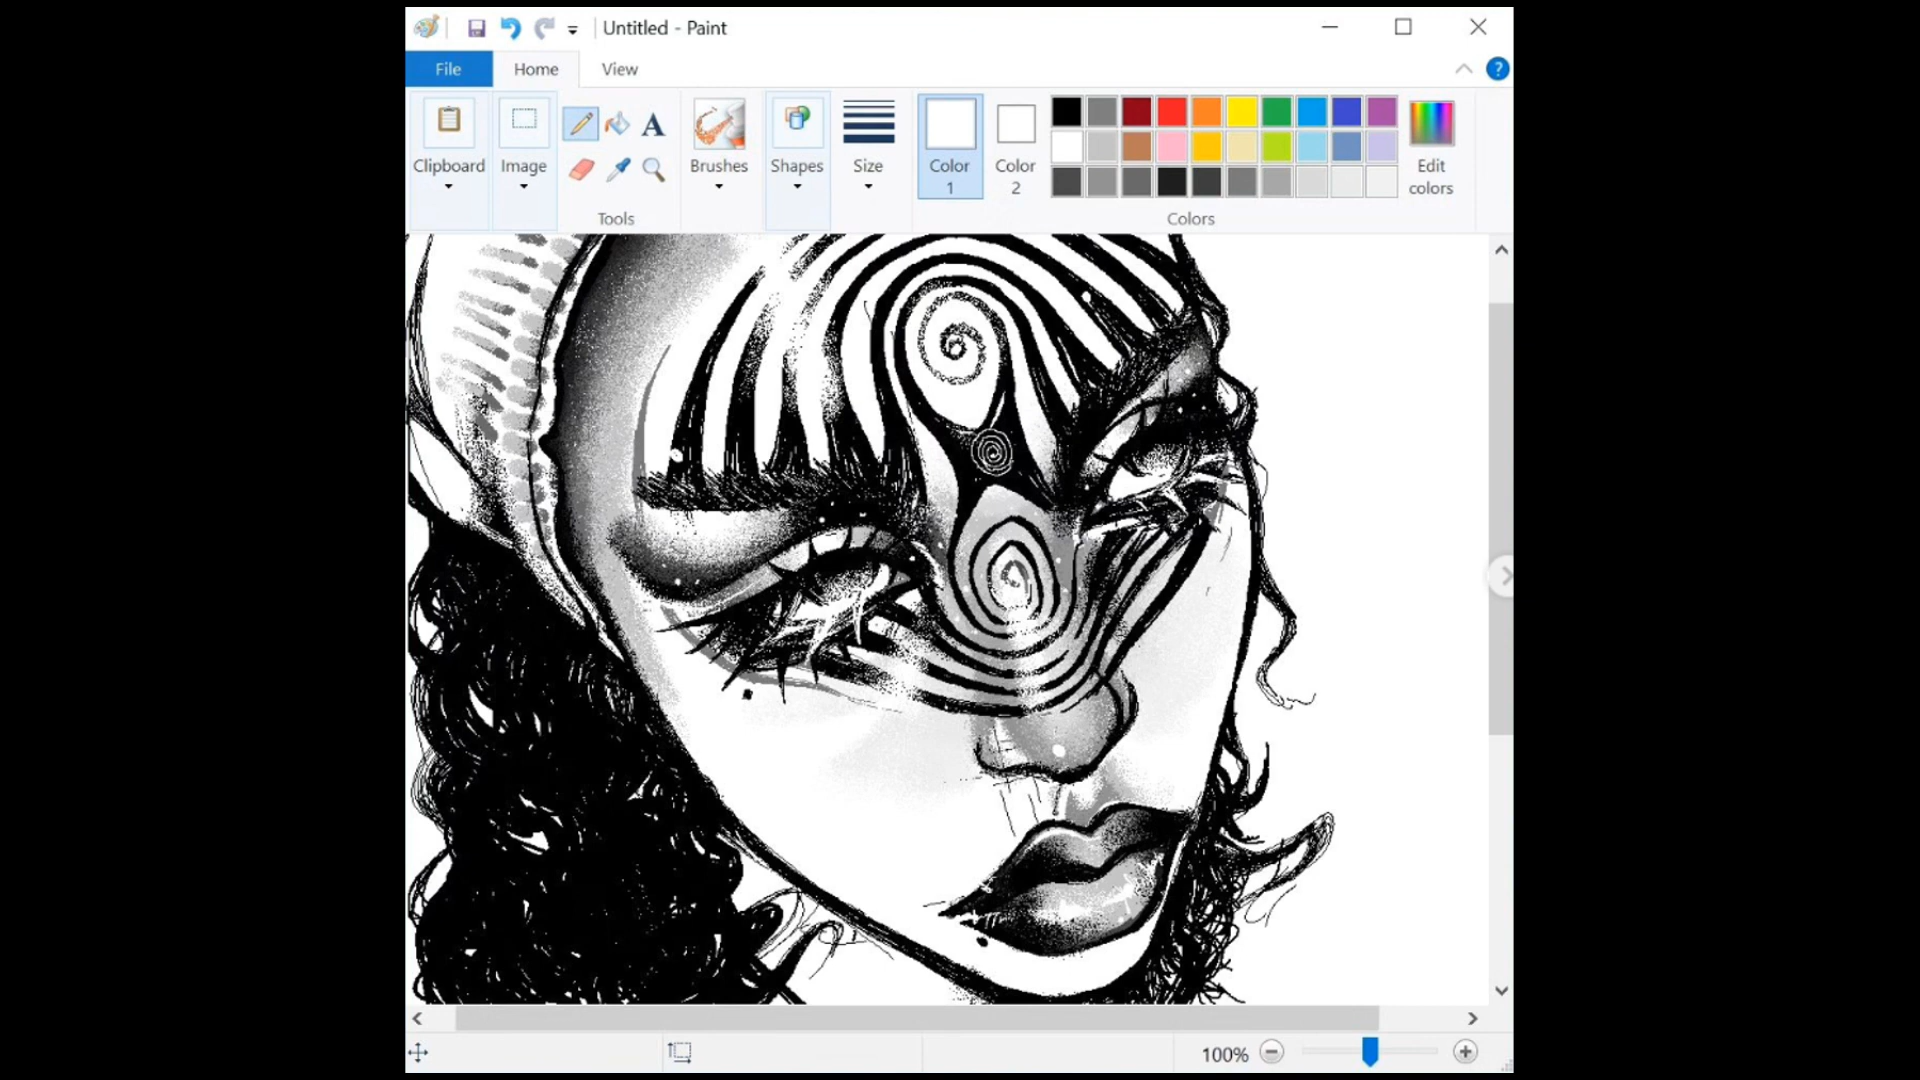 Untitled - Paint
File Home View ?
Clipboard Image A Brushes Shapes Size Color 1 Color 2 Edit colors
Tools Colors
100%